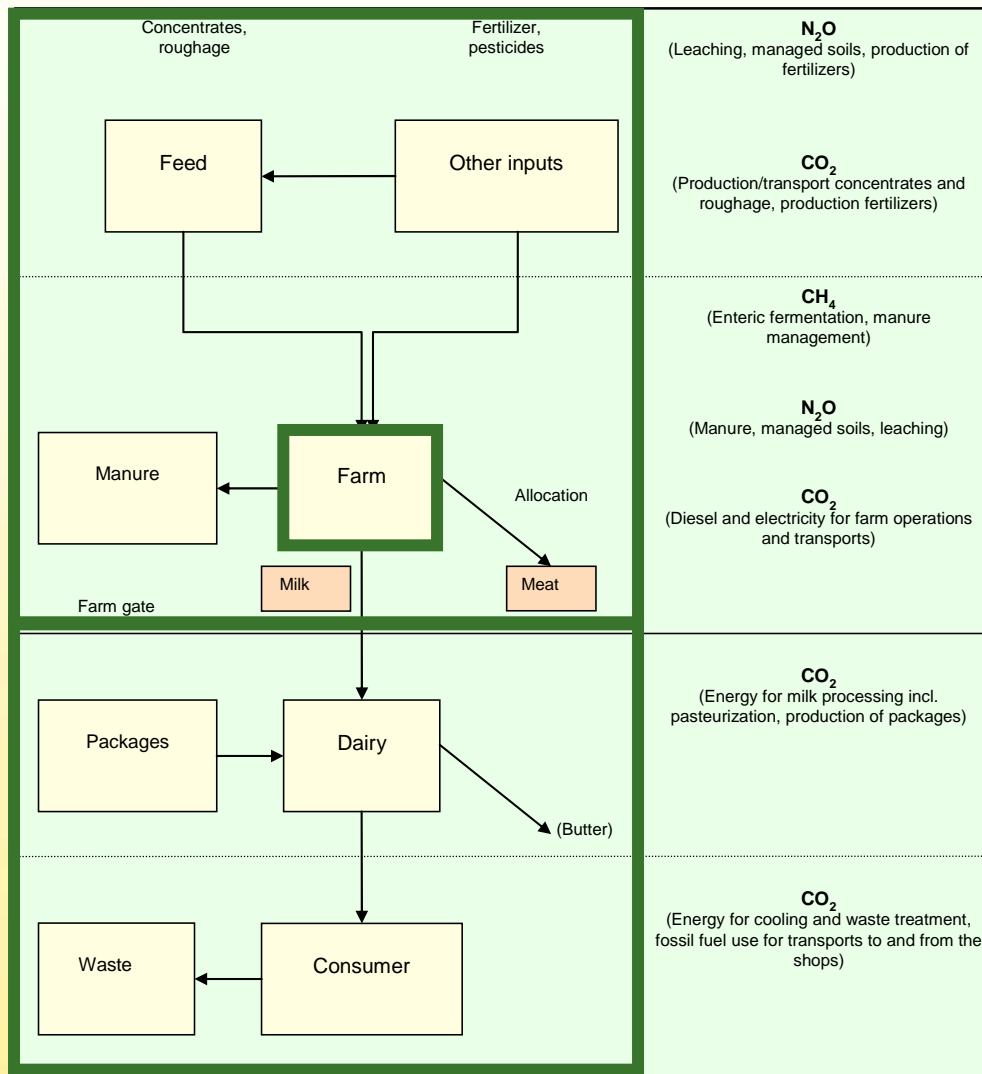 Concentrates,
roughage
Fertilizer,
pesticides
N₂O
(Leaching, managed soils, production of
fertilizers)
Feed
Other inputs
CO₂
(Production/transport concentrates and
roughage, production fertilizers)
CH₄
(Enteric fermentation, manure
management)
N₂O
(Manure, managed soils, leaching)
Manure
Farm
Allocation
CO₂
(Diesel and electricity for farm operations
and transports)
Milk
Meat
Farm gate
CO₂
(Energy for milk processing incl.
pasteurization, production of packages)
Packages
Dairy
(Butter)
CO₂
(Energy for cooling and waste treatment,
fossil fuel use for transports to and from the
shops)
Waste
Consumer